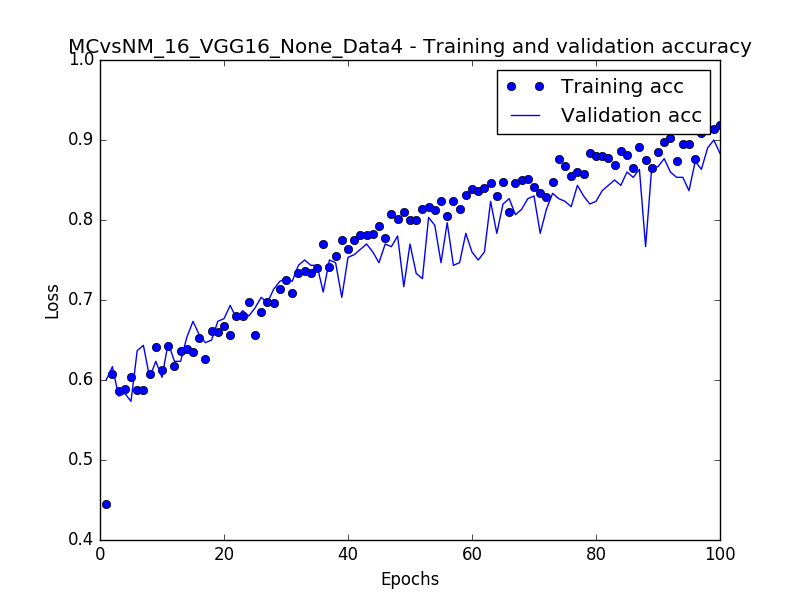 MCvsNM_16_VGG16_None_Data4 - Training and validation accuracy
1.0
Training acc
Validation acc
0.9
0.8
0.7
Loss
0.6
0.5
0.4
0 20 40 60 80 100
Epochs